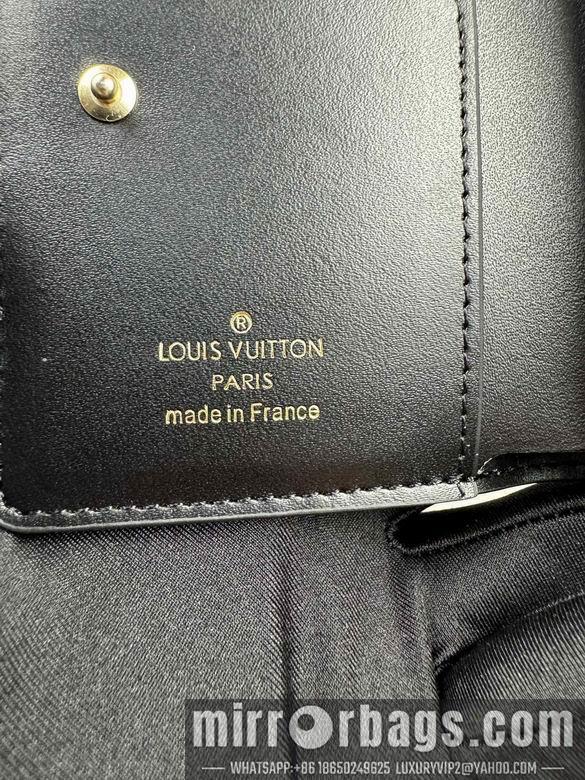 ®
LOUIS VUITTON
PARIS
made in France
mirrorbags.com
WHATSAPP:+86 18650249625 LUXURYVIP2@YAHOO.COM